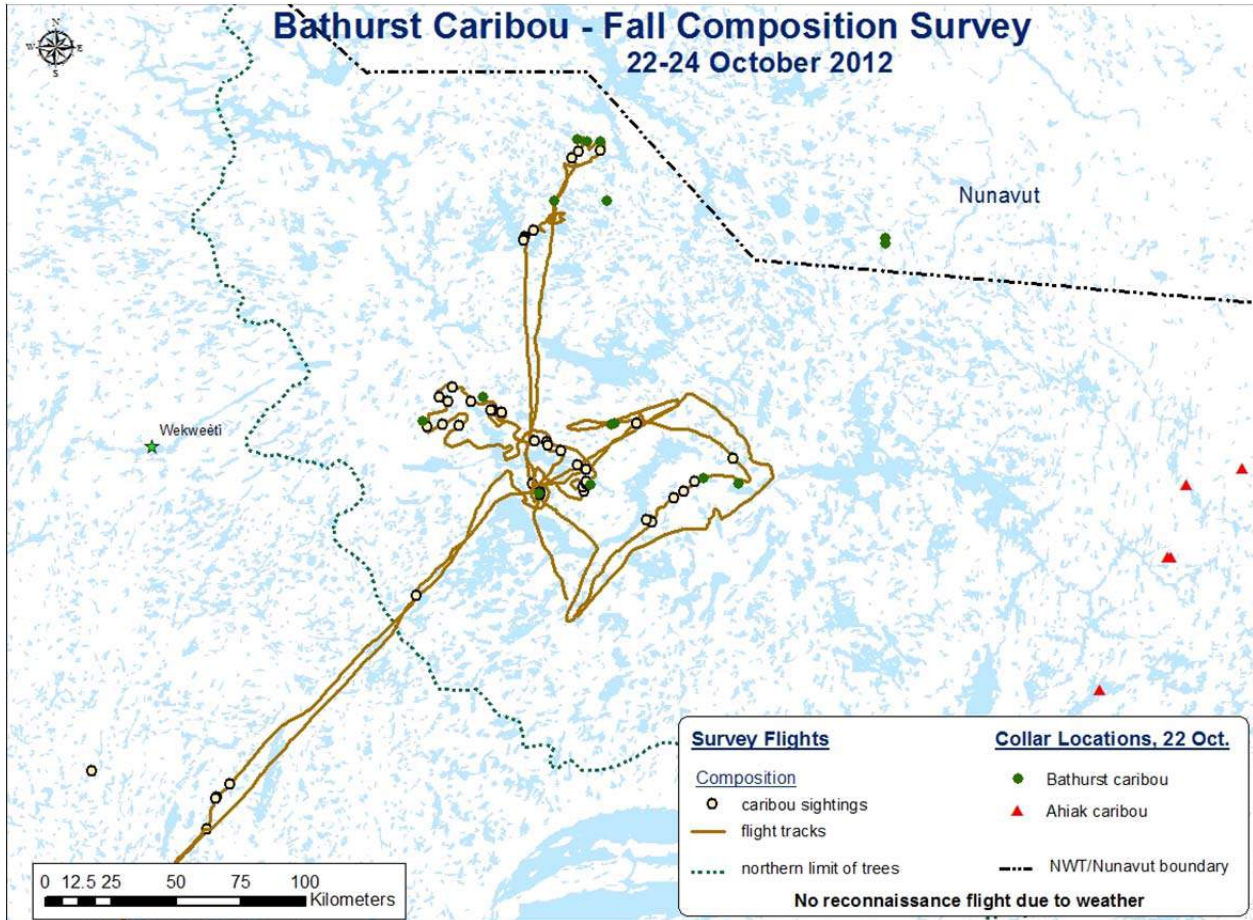 Bathurst Caribou - Fall Composition Survey
22-24 October 2012
N
W E
S
Nunavut
Wekweètì
Survey Flights
Composition
caribou sightings
flight tracks
northern limit of trees
Collar Locations, 22 Oct.
Bathurst caribou
Ahiak caribou
NWT/Nunavut boundary
No reconnaissance flight due to weather
0 12.5 25 50 75 100
Kilometers